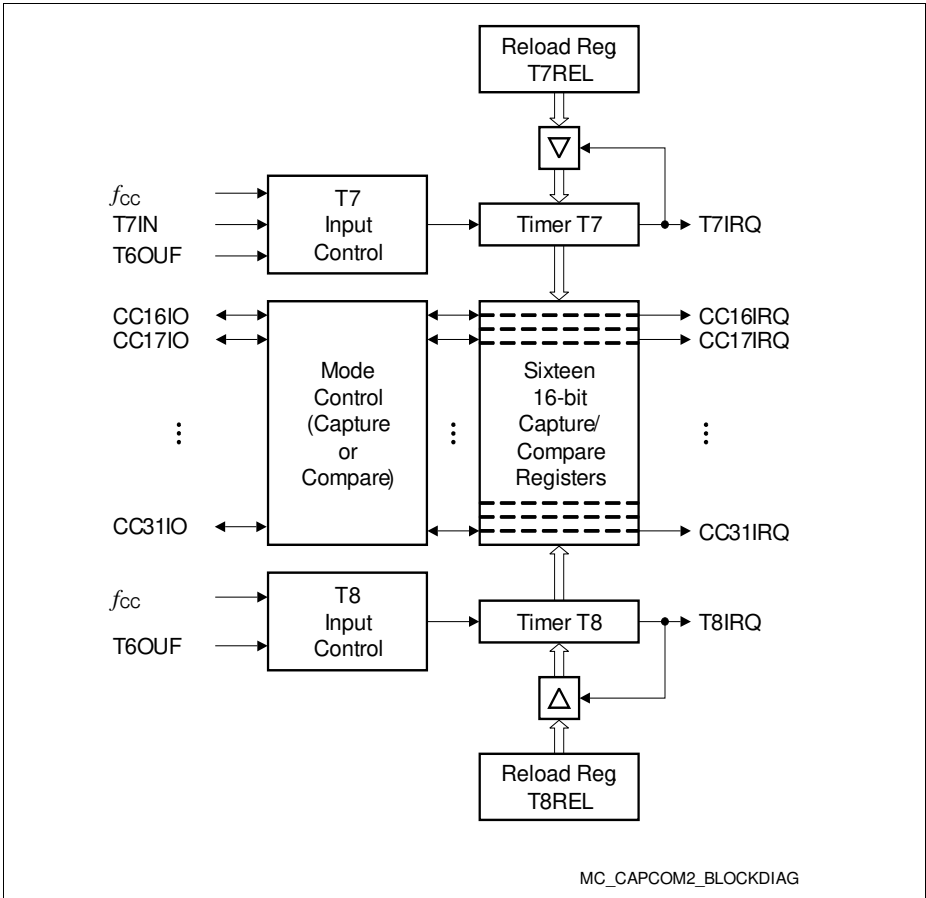 Reload Reg.
T7REL
fCC
T7IN
T6OUF
T7
Input
Control
Timer T7
T7IRQ
CC16IO
CC17IO
CC31IO
Mode
Control
(Capture
or
Compare)
Sixteen
16-bit
Capture/
Compare
Registers
CC16IRQ
CC17IRQ
CC31IRQ
fCC
T6OUF
T8
Input
Control
Timer T8
T8IRQ
Reload Reg.
T8REL
MC_CAPCOM2_BLOCKDIAG